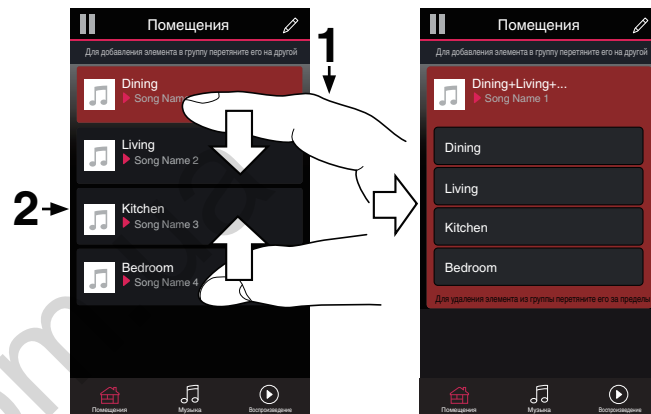 Помещения
Для добавления элемента в группу перетяните его на другой
Dining
Song Nam
Living
Song Name 2
Kitchen
Song Name 3
Bedroom
Song Name 4
Помещения
Музыка
Воспроизведение
1
2
Помещения
Для добавления элемента в группу перетяните его на другой
Dining+Living+...
Song Name 1
Dining
Living
Kitchen
Bedroom
Для удаления элемента из группы перетяните его за пределы
Помещения
Музыка
Воспроизведение